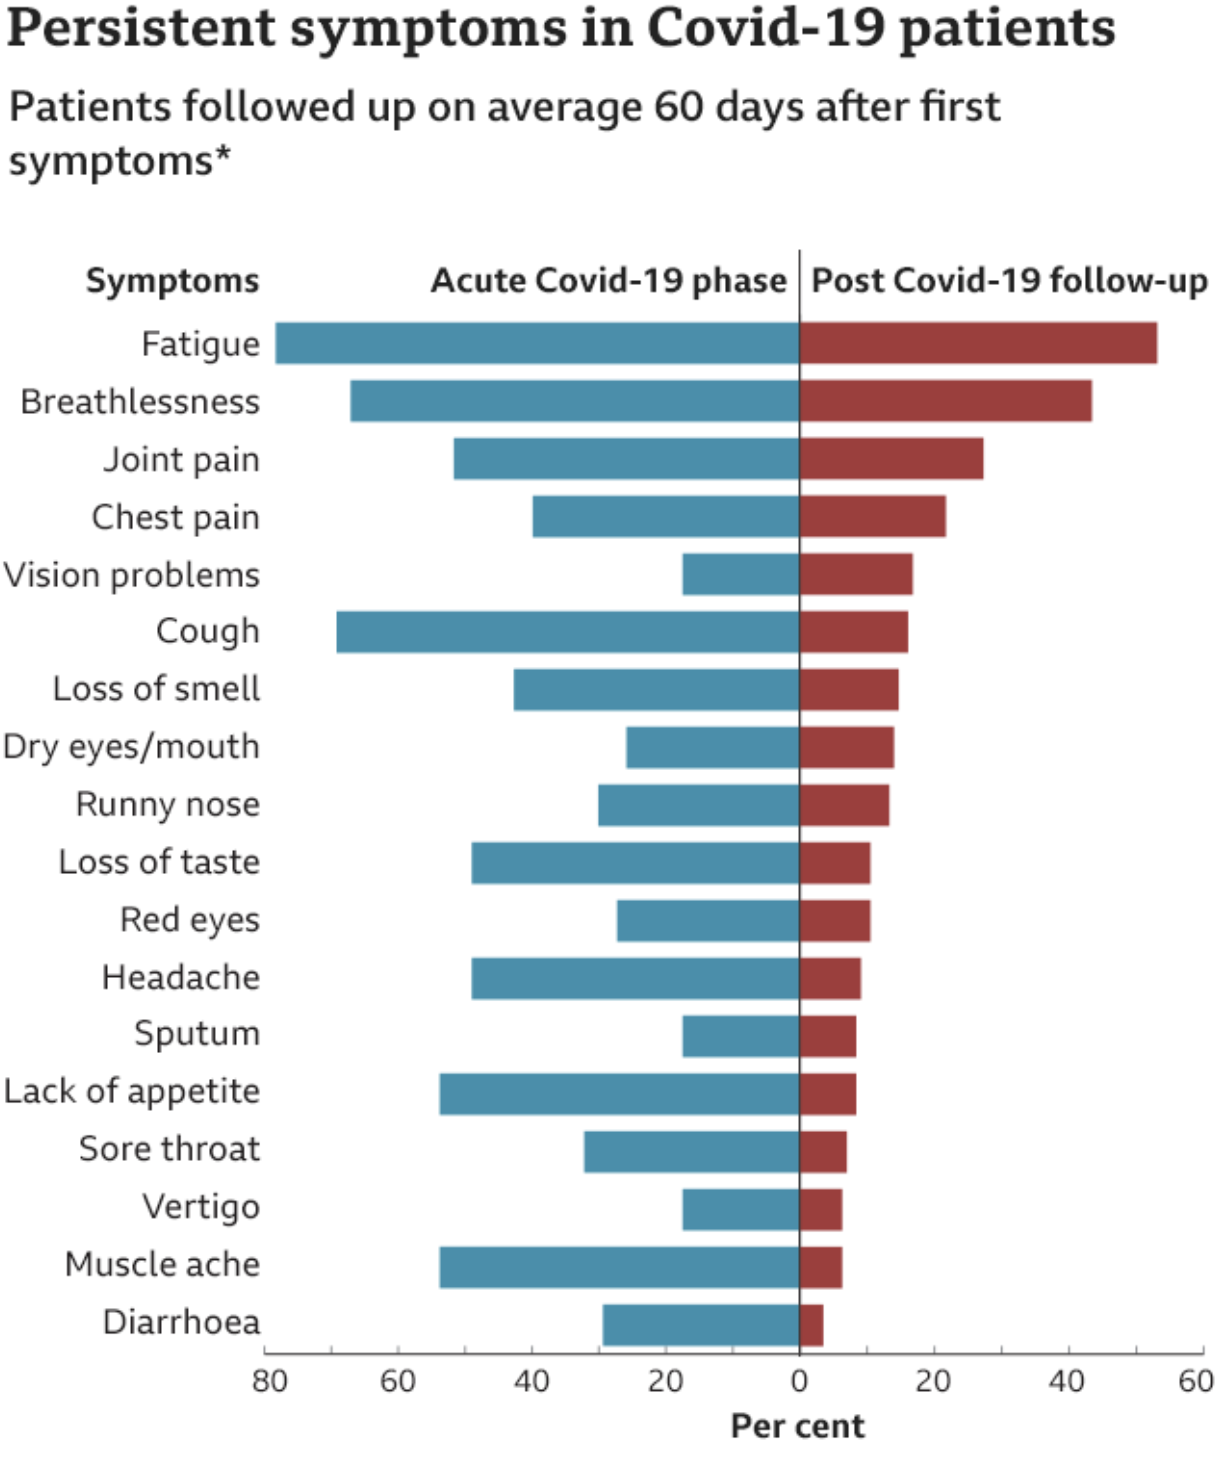 Persistent symptoms in Covid-19 patients
Patients followed up on average 60 days after first
symptoms*
Symptoms Acute Covid-19 phase Post Covid-19 follow-up
Fatigue
Breathlessness
Joint pain
Chest pain
Vision problems
Cough
Loss of smell
Dry eyes/mouth
Runny nose
Loss of taste
Red eyes
Headache
Sputum
Lack of appetite
Sore throat
Vertigo
Muscle ache
Diarrhoea
80 60 40 20 0 20 40 60
Per cent